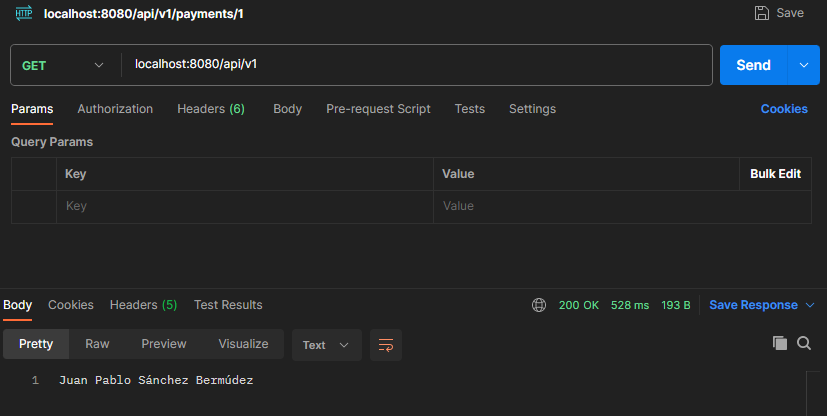 HTTP localhost:8080/api/v1/payments/1 Save
GET localhost:8080/api/v1 Send
Params Authorization Headers (6) Body Pre-request Script Tests Settings Cookies
Query Params
Key Value Bulk Edit
Key Value
Body Cookies Headers (5) Test Results 200 OK 528 ms 193 B Save Response
Pretty Raw Preview Visualize Text
1 Juan Pablo Sánchez Bermúdez